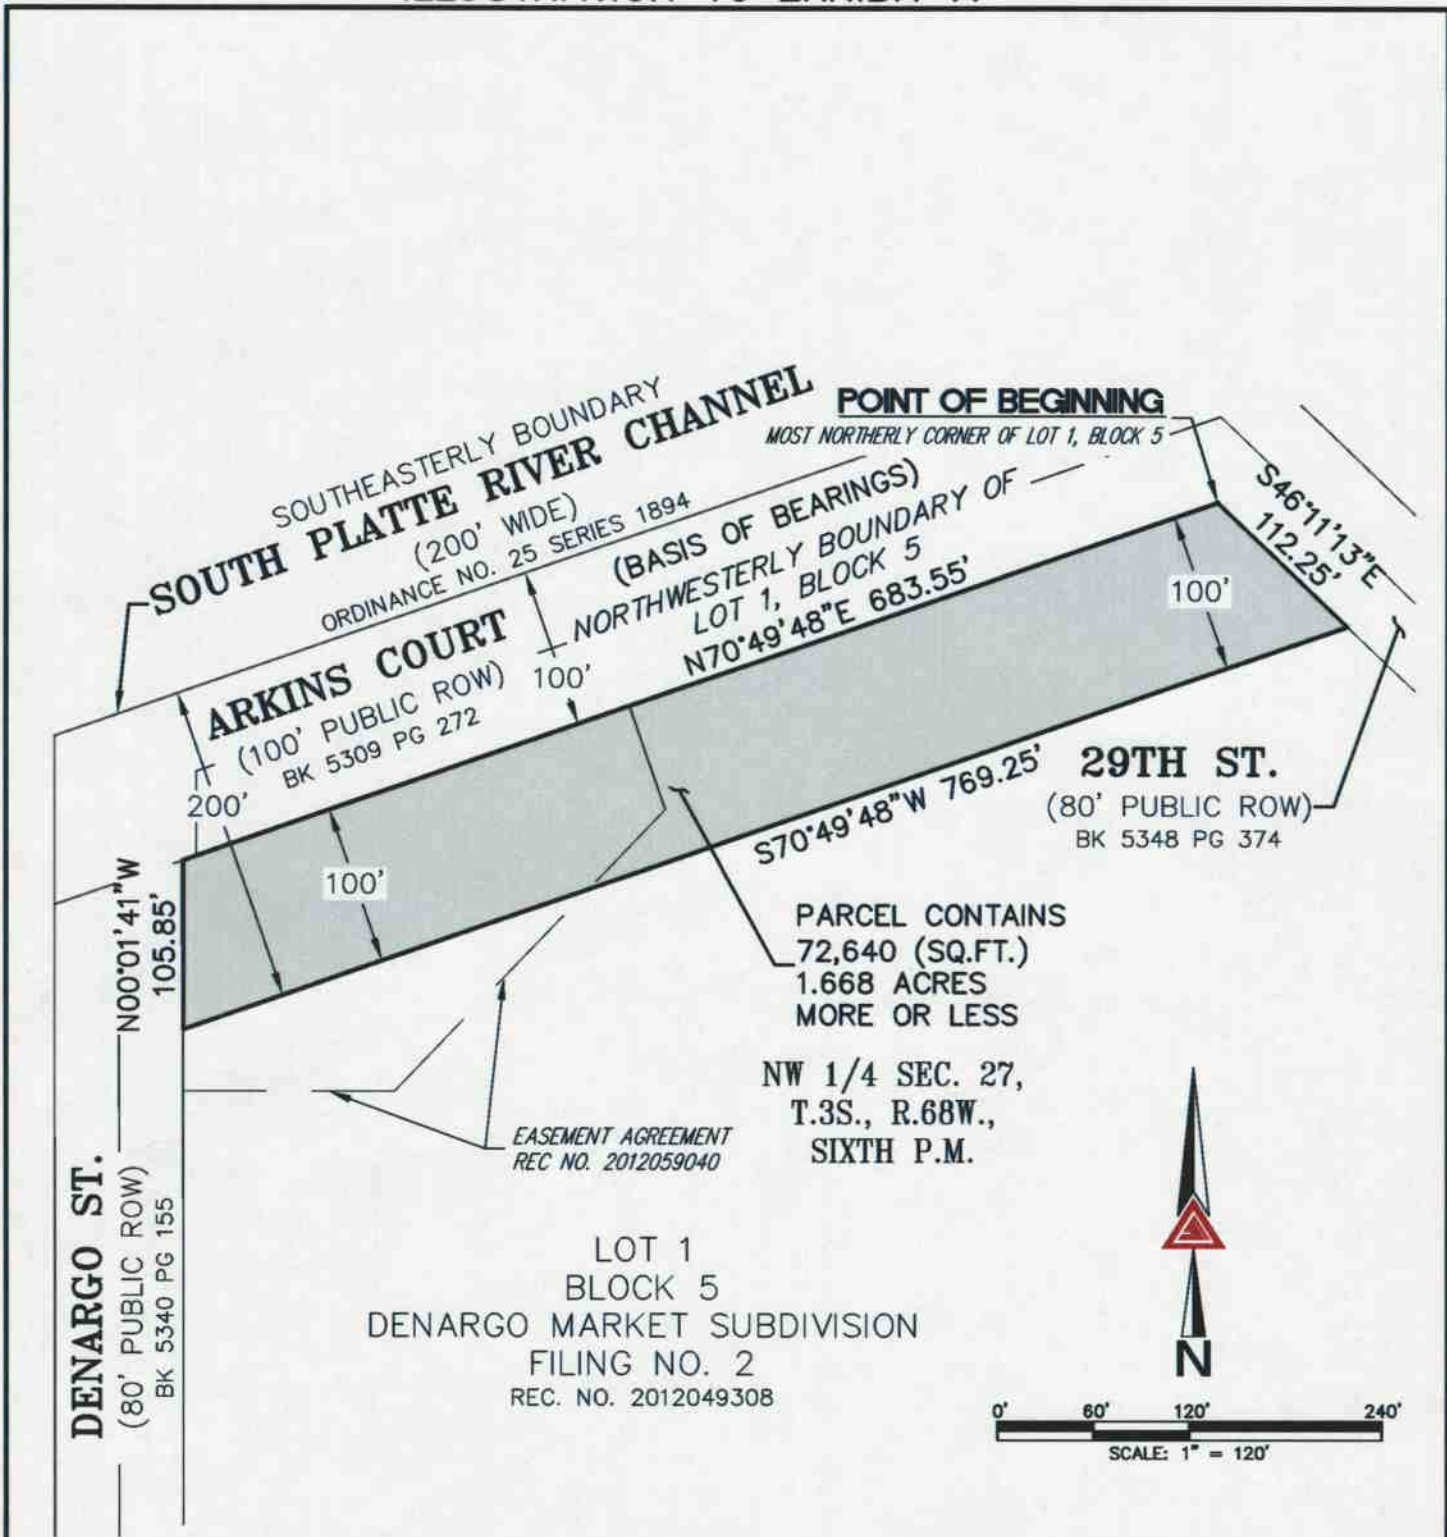 SOUTHEASTERLY BOUNDARY
SOUTH PLATTE RIVER CHANNEL
(200' WIDE)
ORDINANCE NO. 25 SERIES 1894
POINT OF BEGINNING
MOST NORTHERLY CORNER OF LOT 1, BLOCK 5
(BASIS OF BEARINGS)
NORTHWESTERLY BOUNDARY OF
LOT 1, BLOCK 5
N70°49'48"E 683.55'
S46°11'13"E
112.25'
ARKINS COURT
(100' PUBLIC ROW)
BK 5309 PG 272
100'
200'
100'
100'
S70°49'48"W 769.25'
29TH ST.
(80' PUBLIC ROW)
BK 5348 PG 374
N00°01'41"W
105.85'
PARCEL CONTAINS
72,640 (SQ.FT.)
1.668 ACRES
MORE OR LESS
NW 1/4 SEC. 27,
T.3S., R.68W.,
SIXTH P.M.
EASEMENT AGREEMENT
REC NO. 2012059040
DENARGO ST.
(80' PUBLIC ROW)
BK 5340 PG 155
LOT 1
BLOCK 5
DENARGO MARKET SUBDIVISION
FILING NO. 2
REC. NO. 2012049308
N
0' 60' 120' 240'
SCALE: 1" = 120'